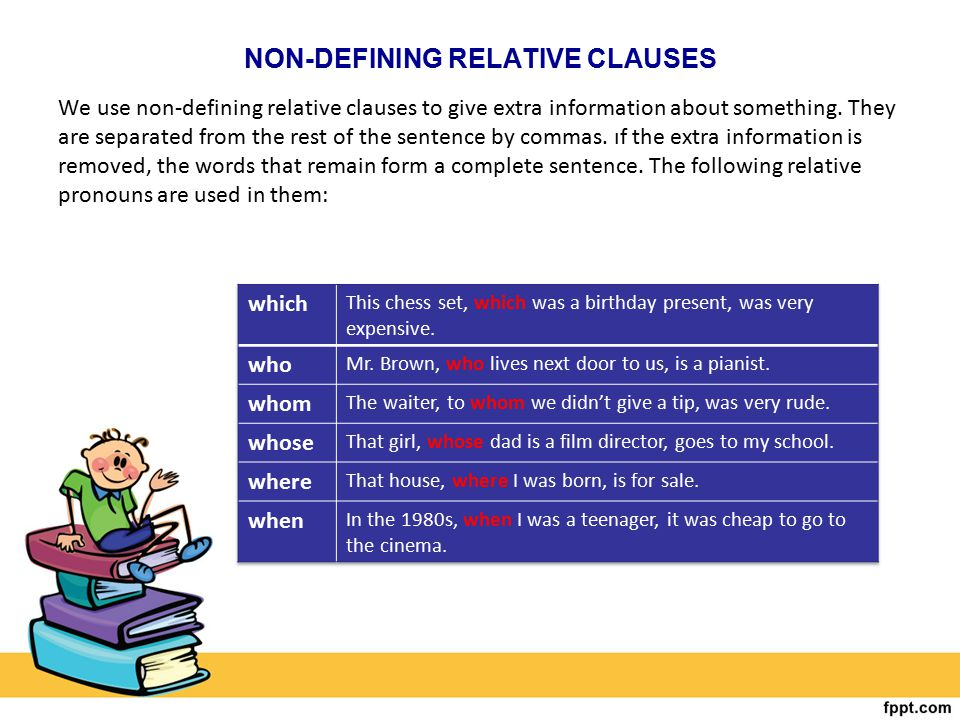 NON-DEFINING RELATIVE CLAUSES
We use non-defining relative clauses to give extra information about something. They
are separated from the rest of the sentence by commas. ıf the extra information is
removed, the words that remain form a complete sentence. The following relative
pronouns are used in them:
which This chess set, which was a birthday present, was very
expensive.
who Mr. Brown, who lives next door to us, is a pianist.
whom The waiter, to whom we didn’t give a tip, was very rude.
whose That girl, whose dad is a film director, goes to my school.
where That house, where I was born, is for sale.
when In the 1980s, when I was a teenager, it was cheap to go to
the cinema.
fppt.com